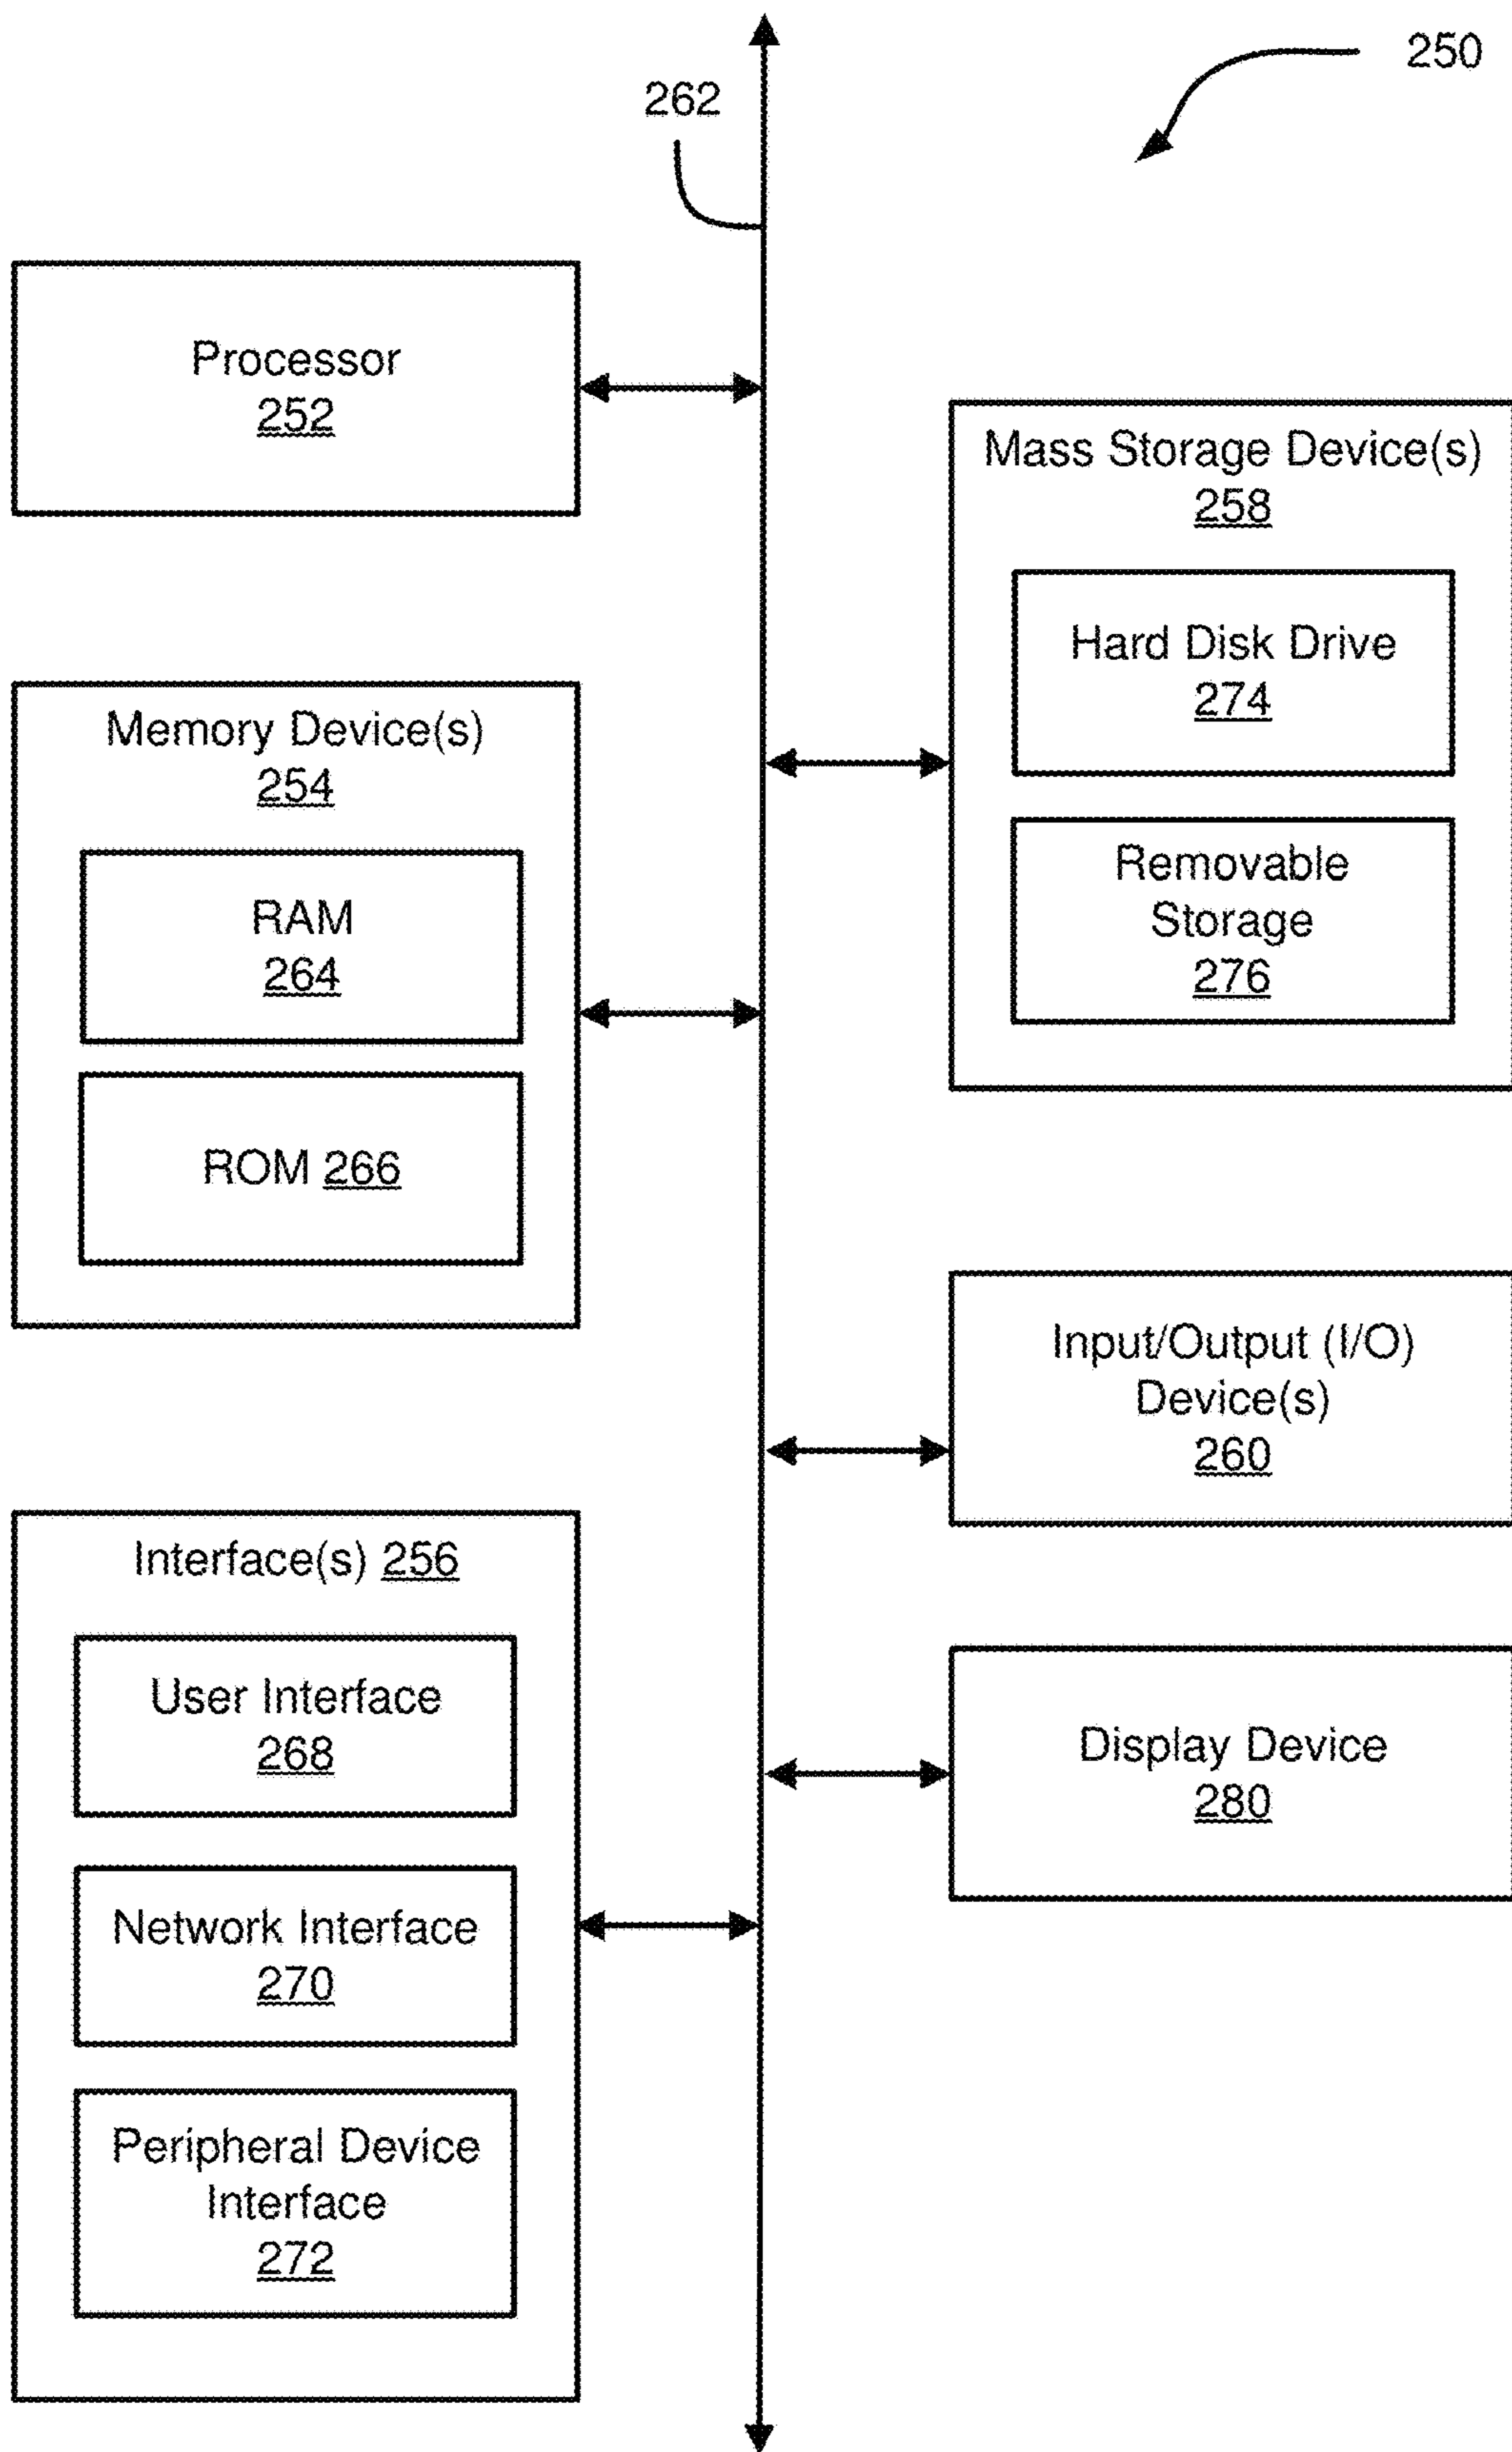 250
262
Processor
252
Mass Storage Device(s)
258
Hard Disk Drive
274
Removable
Storage
276
Memory Device(s)
254
RAM
264
ROM 266
Input/Output (I/O)
Device(s)
260
Interface(s) 256
User Interface
268
Network Interface
270
Peripheral Device
Interface
272
Display Device
280